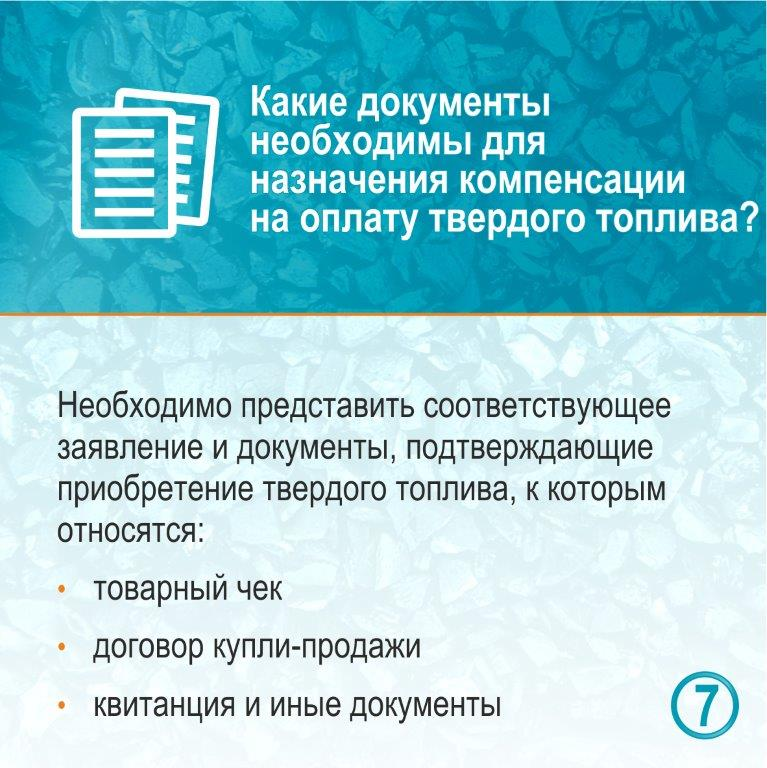 Какие документы
необходимы для
назначения компенсации
на оплату твердого топлива?
Необходимо представить соответствующее
заявление и документы, подтверждающие
приобретение твердого топлива, к которым
относятся:
• товарный чек
• договор купли-продажи
• квитанция и иные документы
7